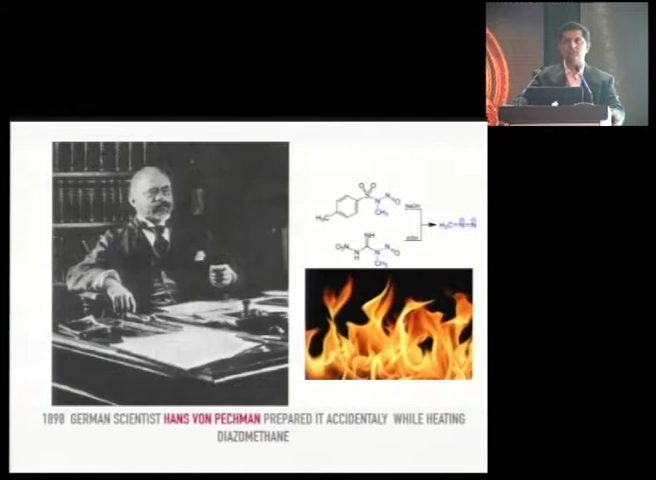 1898 GERMAN SCIENTIST HANS VON PECHMAN PREPARED IT ACCIDENTALY WHILE HEATING
DIAZOMETHANE